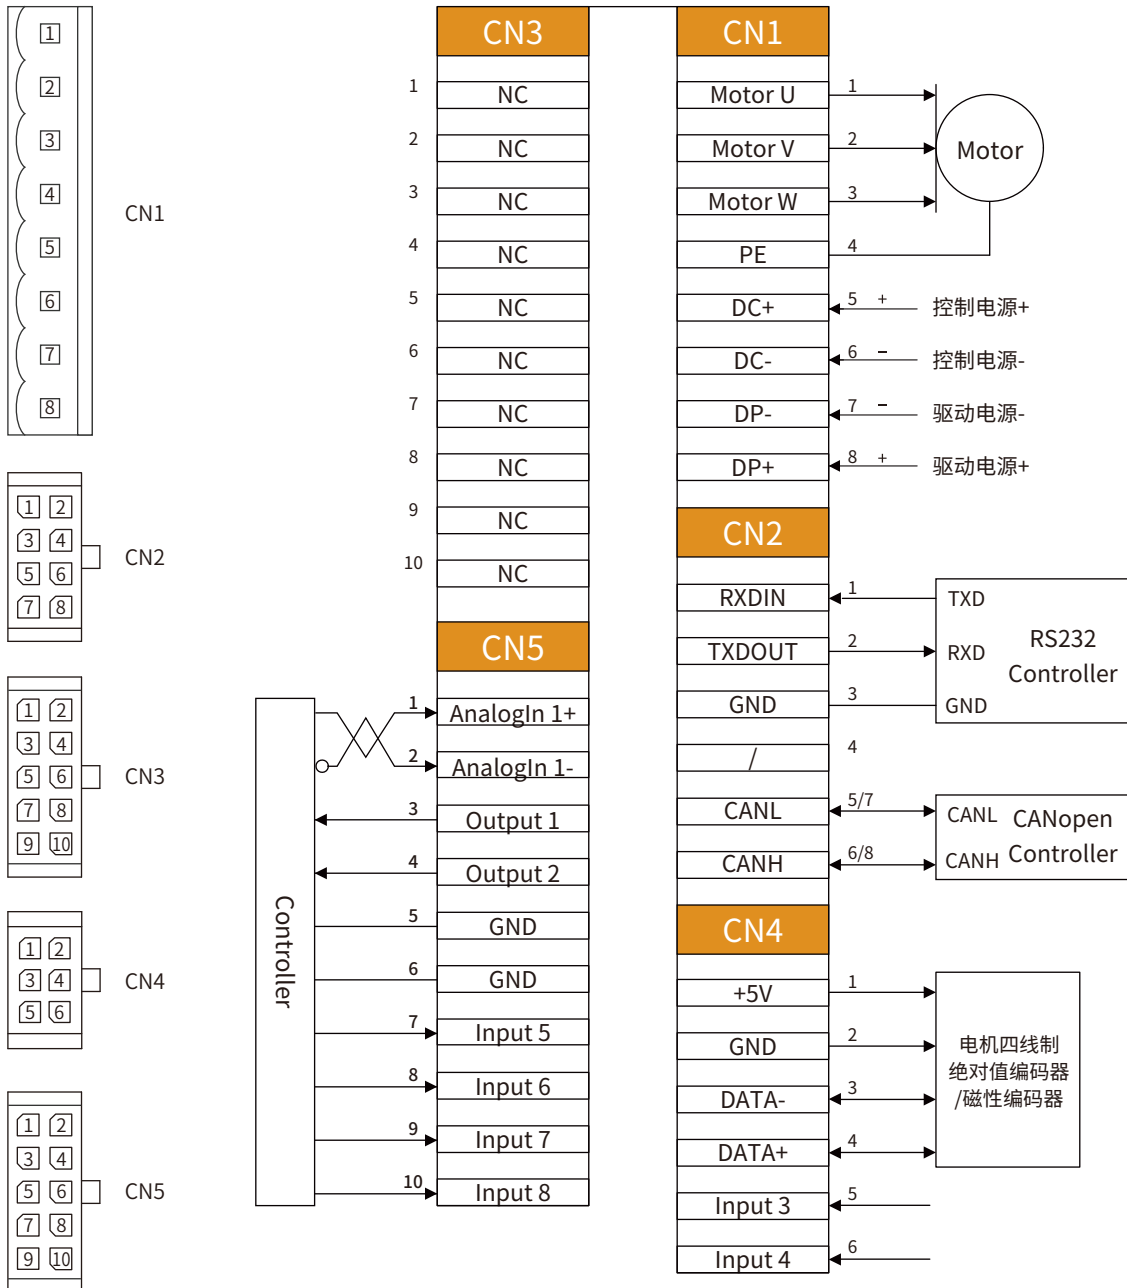 1
2
3
4
5
6
7
8
CN1
1 2
3 4
5 6
7 8
CN2
1 2
3 4
5 6
7 8
9 10
CN3
1 2
3 4
5 6
CN4
1 2
3 4
5 6
7 8
9 10
CN5
CN3
1 NC
2 NC
3 NC
4 NC
5 NC
6 NC
7 NC
8 NC
9 NC
10 NC
CN5
Controller
1 AnalogIn 1+
2 AnalogIn 1-
3 Output 1
4 Output 2
5 GND
6 GND
7 Input 5
8 Input 6
9 Input 7
10 Input 8
CN1
Motor U 1
Motor V 2
Motor W 3
PE 4
Motor
DC+ 5 + 控制电源+
DC- 6 - 控制电源-
DP- 7 - 驱动电源-
DP+ 8 + 驱动电源+
CN2
RXDIN 1 TXD
TXDOUT 2 RXD
GND 3 GND
RS232
Controller
/ 4
CANL 5/7 CANL
CANH 6/8 CANH
CANopen
Controller
CN4
+5V 1
GND 2
DATA- 3
DATA+ 4
电机四线制
绝对值编码器
/磁性编码器
Input 3 5
Input 4 6